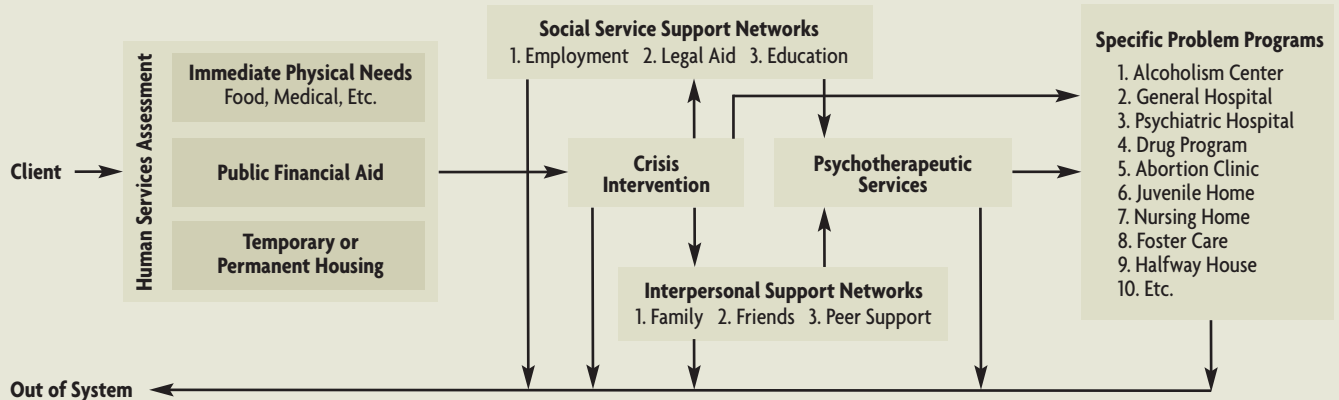 Client
Human Services Assessment
Immediate Physical Needs
Food, Medical, Etc.
Public Financial Aid
Temporary or
Permanent Housing
Social Service Support Networks
1. Employment 2. Legal Aid 3. Education
Crisis
Intervention
Psychotherapeutic
Services
Interpersonal Support Networks
1. Family 2. Friends 3. Peer Support
Specific Problem Programs
1. Alcoholism Center
2. General Hospital
3. Psychiatric Hospital
4. Drug Program
5. Abortion Clinic
6. Juvenile Home
7. Nursing Home
8. Foster Care
9. Halfway House
10. Etc.
Out of System